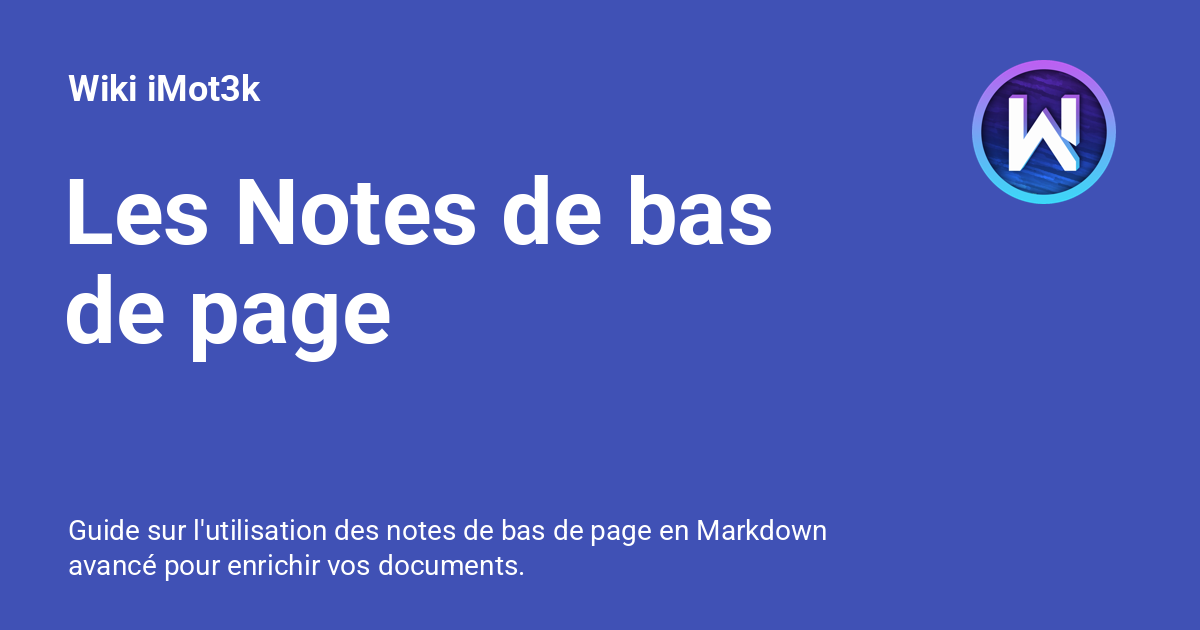 Wiki iMot3k
W
Les Notes de bas
de page
Guide sur l'utilisation des notes de bas de page en Markdown
avancé pour enrichir vos documents.